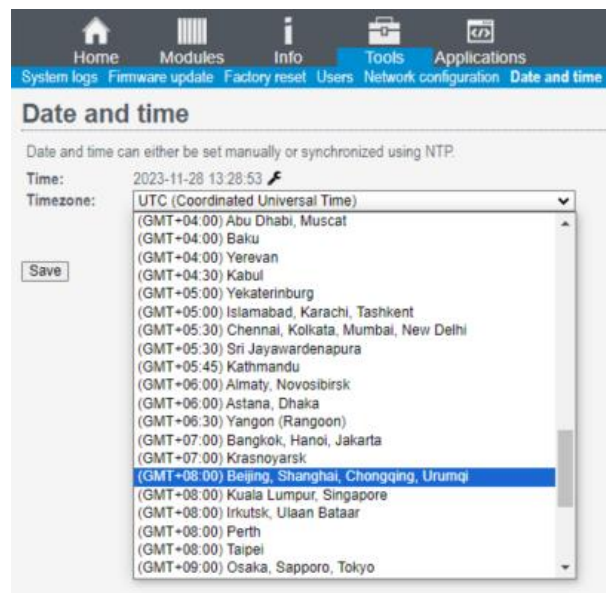 Home Modules Info Tools Applications
System logs Firmware update Factory reset Users Network configuration Date and time
Date and time
Date and time can either be set manually or synchronized using NTP.
Time: 2023-11-28 13:28:53
Timezone: UTC (Coordinated Universal Time)
(GMT+04:00) Abu Dhabi, Muscat
(GMT+04:00) Baku
(GMT+04:00) Yerevan
(GMT+04:30) Kabul
(GMT+05:00) Yekaterinburg
Save
(GMT+05:00) Islamabad, Karachi, Tashkent
(GMT+05:30) Chennai, Kolkata, Mumbai, New Delhi
(GMT+05:30) Sri Jayawardenapura
(GMT+05:45) Kathmandu
(GMT+06:00) Almaty, Novosibirsk
(GMT+06:00) Astana, Dhaka
(GMT+06:30) Yangon (Rangoon)
(GMT+07:00) Bangkok, Hanoi, Jakarta
(GMT+07:00) Krasnoyarsk
(GMT+08:00) Beijing, Shanghai, Chongqing, Urumqi
(GMT+08:00) Kuala Lumpur, Singapore
(GMT+08:00) Irkutsk, Ulaan Bataar
(GMT+08:00) Perth
(GMT+08:00) Taipei
(GMT+09:00) Osaka, Sapporo, Tokyo